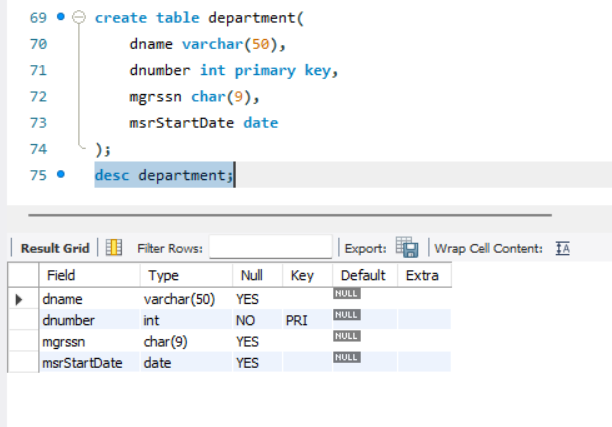 69 create table department(
70 dname varchar(50),
71 dnumber int primary key,
72 mgrssn char(9),
73 msrStartDate date
74 );
75 desc department;
Result Grid Filter Rows: Export: Wrap Cell Content: IA
Field Type Null Key Default Extra
dname varchar(50) YES NULL
dnumber int NO PRI NULL
mgrssn char(9) YES NULL
msrStartDate date YES NULL